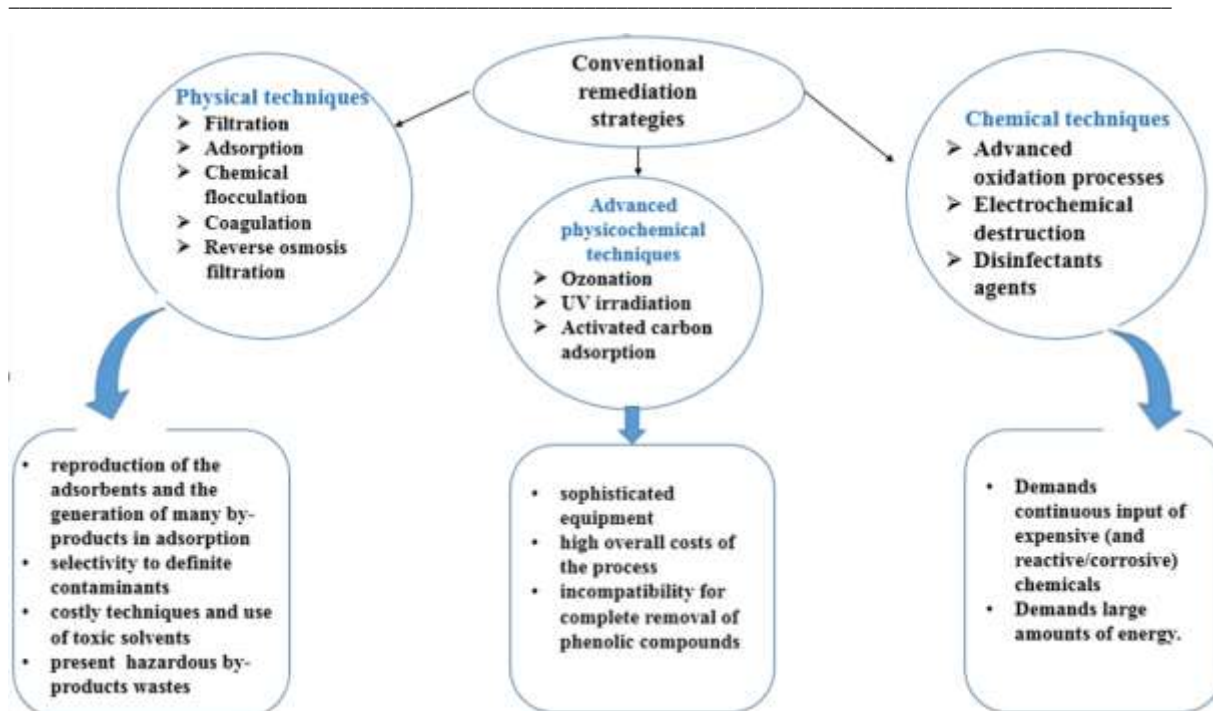 Conventional
remediation
strategies
Physical techniques
➢ Filtration
➢ Adsorption
➢ Chemical
flocculation
➢ Coagulation
➢ Reverse osmosis
filtration
Advanced
physicochemical
techniques
➢ Ozonation
➢ UV irradiation
➢ Activated carbon
adsorption
Chemical techniques
➢ Advanced
oxidation processes
➢ Electrochemical
destruction
➢ Disinfectants
agents
• reproduction of the
adsorbents and the
generation of many by-
products in adsorption
• selectivity to definite
contaminants
• costly techniques and use
of toxic solvents
• present hazardous by-
products wastes
• sophisticated
equipment
• high overall costs of
the process
• incompatibility for
complete removal of
phenolic compounds
• Demands
continuous input of
expensive (and
reactive/corrosive)
chemicals
• Demands large
amounts of energy.